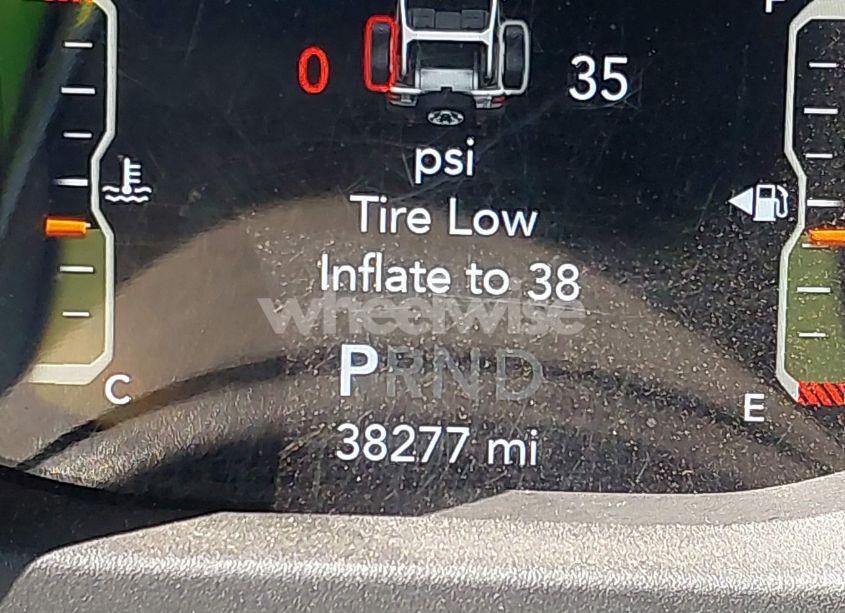 F
0 35
psi
Tire Low
Inflate to 38
wheelwise
PRND
C E
38277 mi